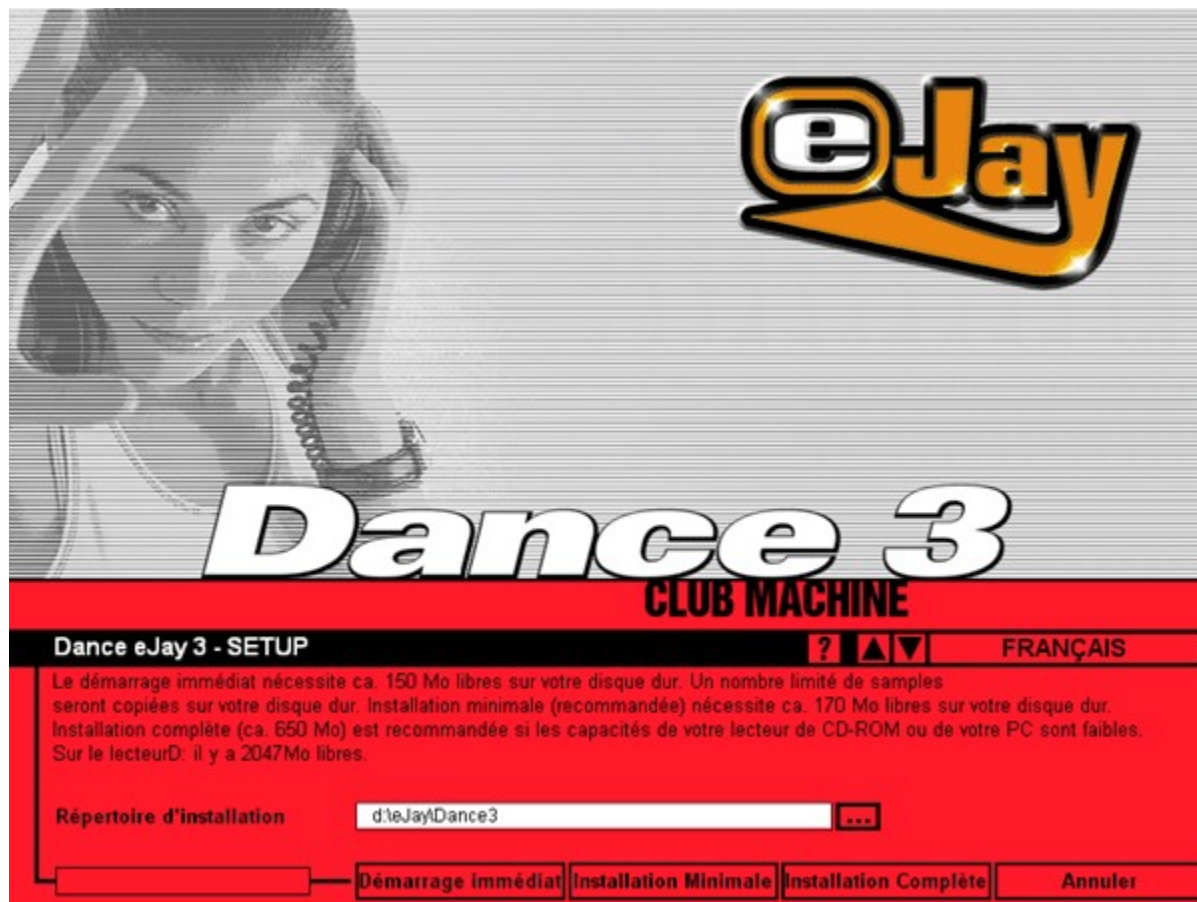 eJay
Dance 3
CLUB MACHINE
Dance eJay 3 - SETUP
?
FRANÇAIS
Le démarrage immédiat nécessite ca. 150 Mo libres sur votre disque dur. Un nombre limité de samples
seront copiées sur votre disque dur. Installation minimale (recommandée) nécessite ca. 170 Mo libres sur votre disque dur.
Installation complète (ca. 650 Mo) est recommandée si les capacités de votre lecteur de CD-ROM ou de votre PC sont faibles.
Sur le lecteurD: il y a 2047Mo libres.
Répertoire d'installation
d:\eJay\Dance3
...
Démarrage immédiat
Installation Minimale
Installation Complète
Annuler